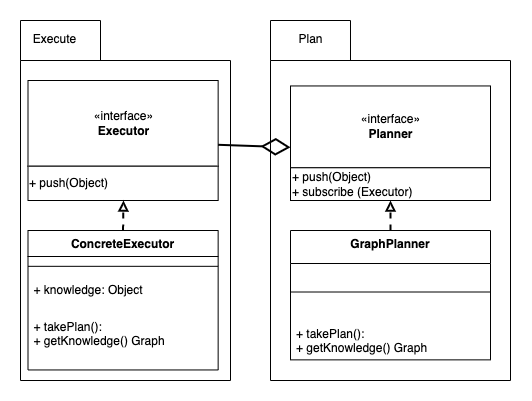 Execute
«interface»
Executor
+ push(Object)
ConcreteExecutor
+ knowledge: Object
+ takePlan():
+ getKnowledge() Graph
Plan
«interface»
Planner
+ push(Object)
+ subscribe (Executor)
GraphPlanner
+ takePlan():
+ getKnowledge() Graph